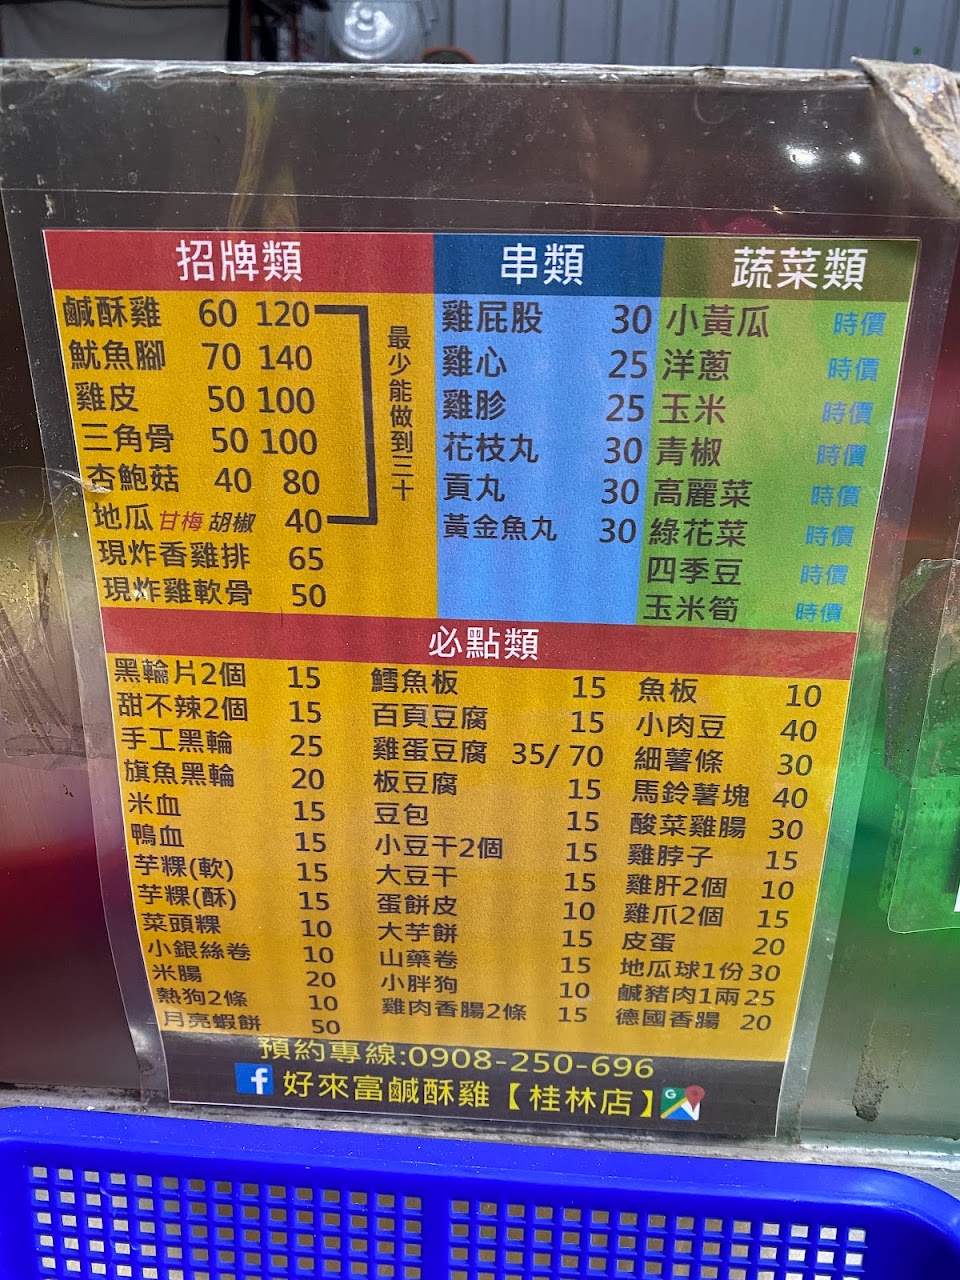 招牌類
鹹酥雞 60 120
魷魚腳 70 140
雞皮 50 100
三角骨 50 100
杏鮑菇 40 80
地瓜 甘梅 胡椒 40
現炸香雞排 65
現炸雞軟骨 50
最少能做到三十
串類
雞屁股 30
雞心 25
雞胗 25
花枝丸 30
貢丸 30
黃金魚丸 30
蔬菜類
小黃瓜 時價
洋蔥 時價
玉米 時價
青椒 時價
高麗菜 時價
綠花菜 時價
四季豆 時價
玉米筍 時價
必點類
黑輪片2個 15
甜不辣2個 15
手工黑輪 25
旗魚黑輪 20
米血 15
鴨血 15
芋粿(軟) 15
芋粿(酥) 15
菜頭粿 10
小銀絲卷 10
米腸 20
熱狗2條 10
月亮蝦餅 50
鱈魚板 15
百頁豆腐 15
雞蛋豆腐 35/ 70
板豆腐 15
豆包 15
小豆干2個 15
大豆干 15
蛋餅皮 10
大芋餅 15
山藥卷 15
小胖狗 10
雞肉香腸2條 15
魚板 10
小肉豆 40
細薯條 30
馬鈴薯塊 40
酸菜雞腸 30
雞脖子 15
雞肝2個 10
雞爪2個 15
皮蛋 20
地瓜球1份 30
鹹豬肉1兩 25
德國香腸 20
預約專線:0908-250-696
f 好來富鹹酥雞【桂林店】 G